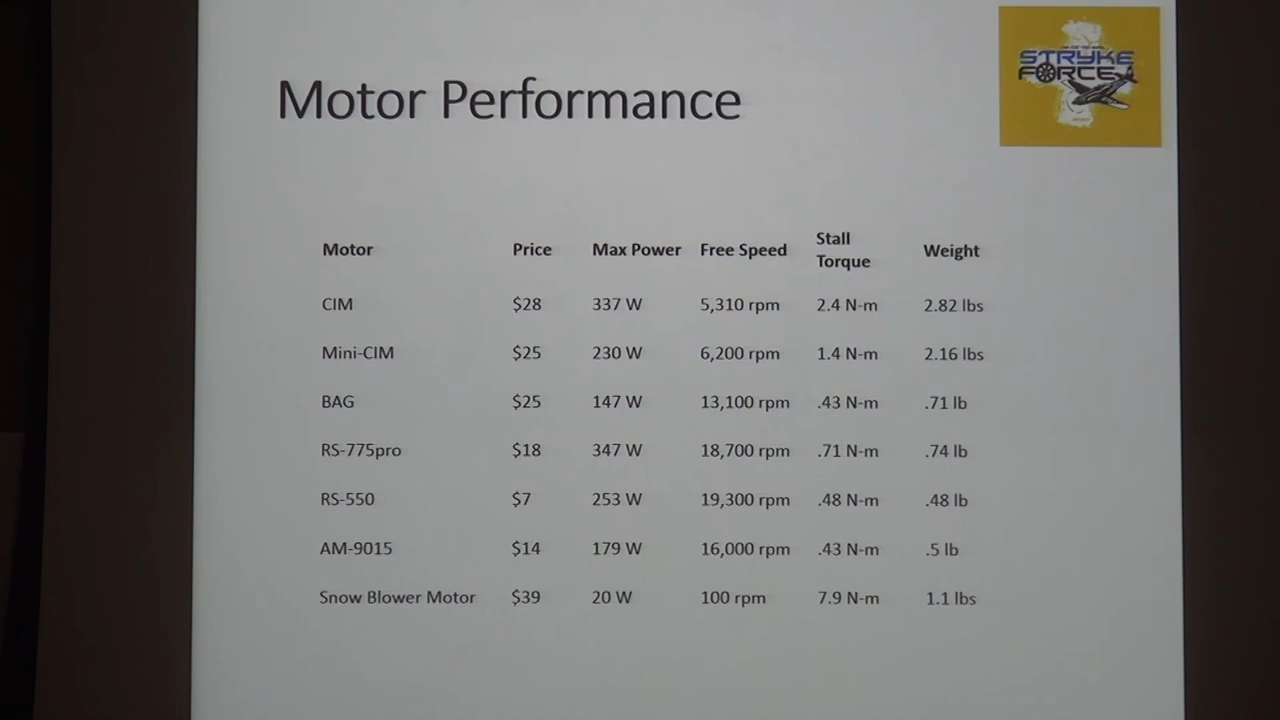 STRYKE
FORCE
Motor Performance
Motor Price Max Power Free Speed Stall Torque Weight
CIM $28 337 W 5,310 rpm 2.4 N-m 2.82 lbs
Mini-CIM $25 230 W 6,200 rpm 1.4 N-m 2.16 lbs
BAG $25 147 W 13,100 rpm .43 N-m .71 lb
RS-775pro $18 347 W 18,700 rpm .71 N-m .74 lb
RS-550 $7 253 W 19,300 rpm .48 N-m .48 lb
AM-9015 $14 179 W 16,000 rpm .43 N-m .5 lb
Snow Blower Motor $39 20 W 100 rpm 7.9 N-m 1.1 lbs